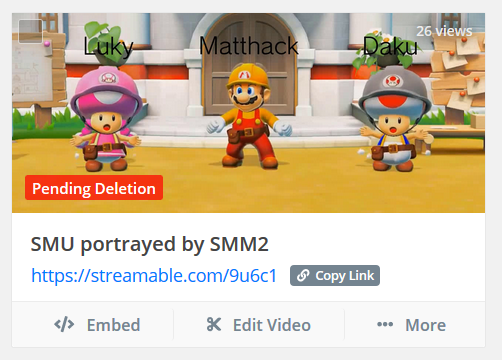 26 views
Luky Matthack Daku
Pending Deletion
SMU portrayed by SMM2
https://streamable.com/9u6c1 Copy Link
Embed Edit Video More